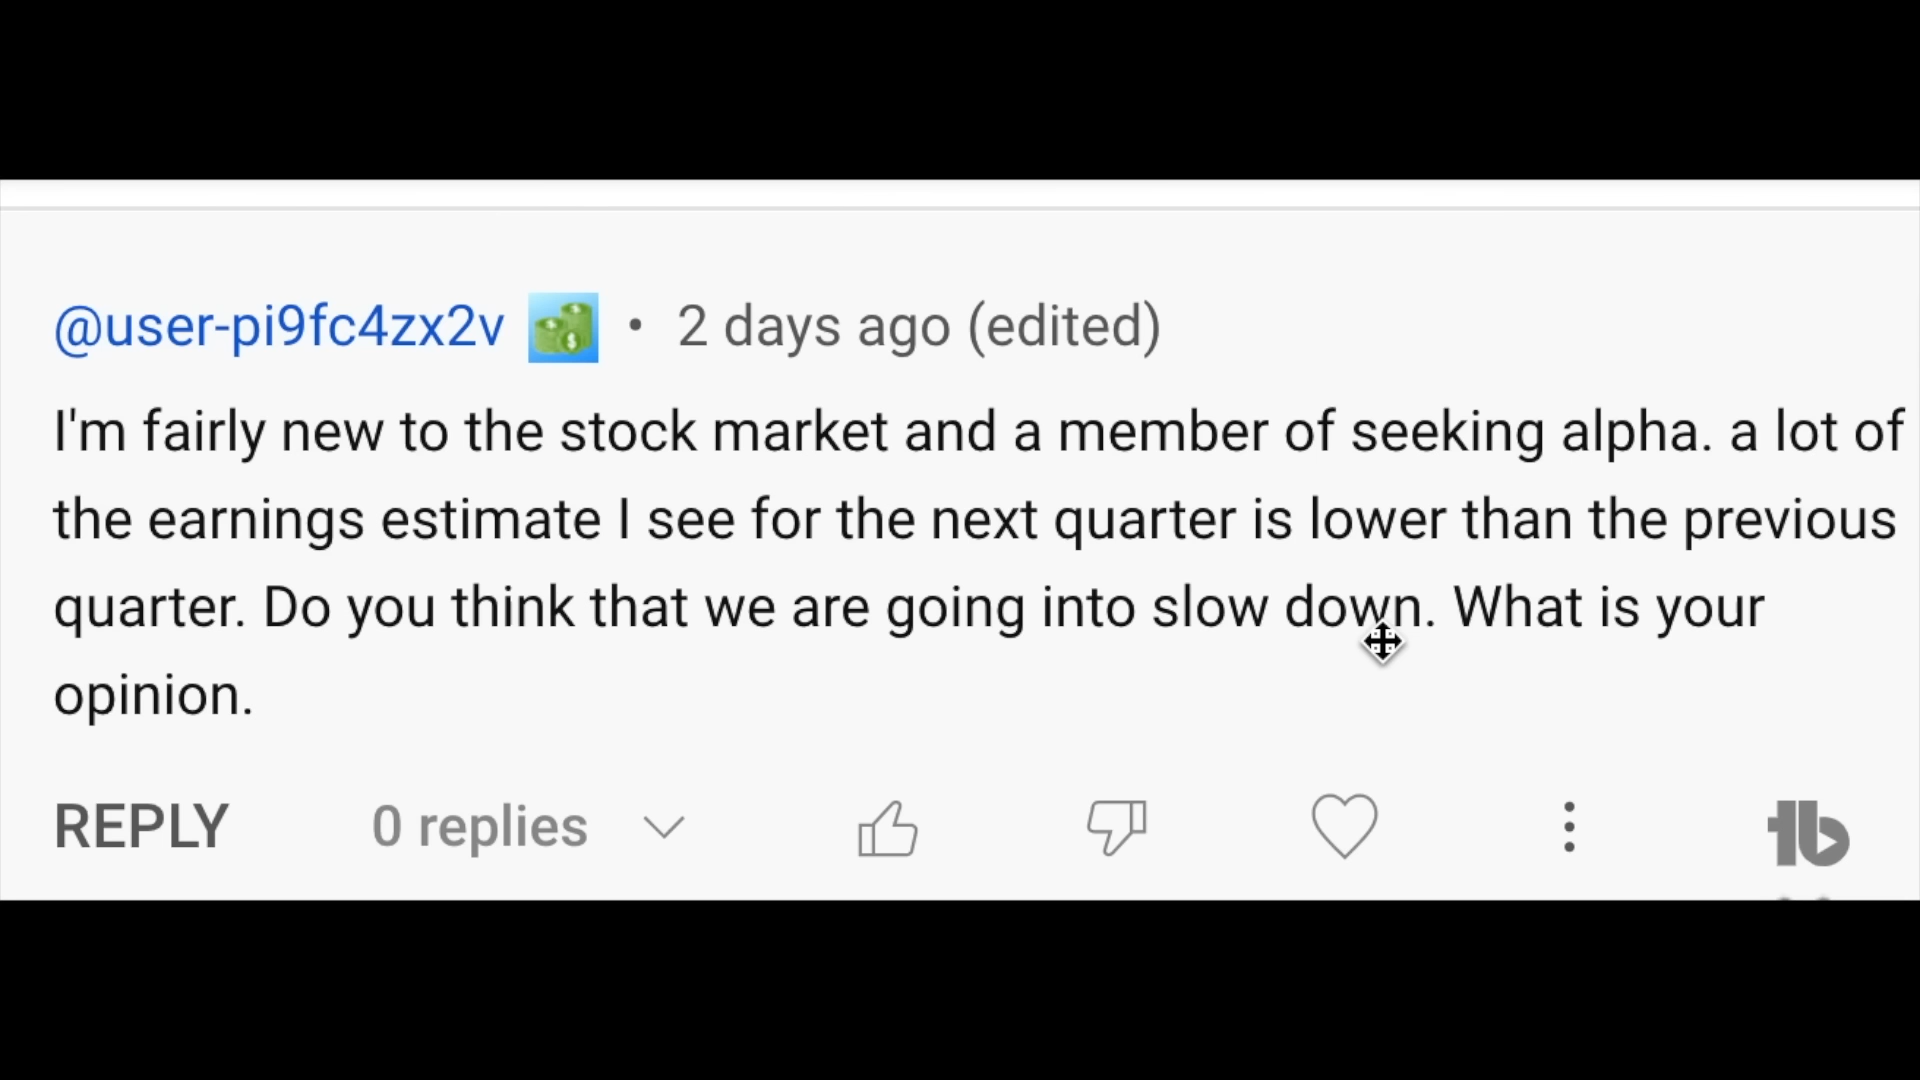 @user-pi9fc4zx2v • 2 days ago (edited)
I'm fairly new to the stock market and a member of seeking alpha. a lot of
the earnings estimate I see for the next quarter is lower than the previous
quarter. Do you think that we are going into slow down. What is your
opinion.
REPLY 0 replies